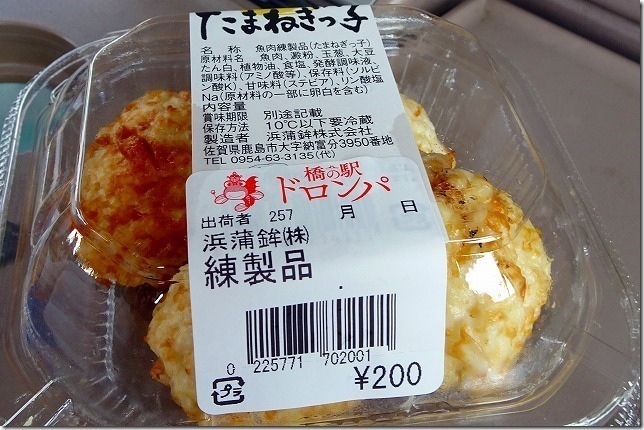 たまねぎっ子
名 称 魚肉練製品(たまねぎっ子)
原材料名 魚肉、澱粉、玉葱、大豆
たん白、植物油、食塩、発酵調味液、
調味料(アミノ酸等)、保存料(ソルビ
ン酸K)、甘味料(ステビア)、リン酸塩
Na(原材料の一部に卵白を含む)
内容量
賞味期限 別途記載
保存方法 10℃以下要冷蔵
製造者 浜蒲鉾株式会社
佐賀県鹿島市大字納富分3950番地
TEL 0954-63-3135(代)
橋の駅
ドロンパ
出荷者 257 月 日
浜蒲鉾㈱
練製品
0 225771 702001
プラ
¥200